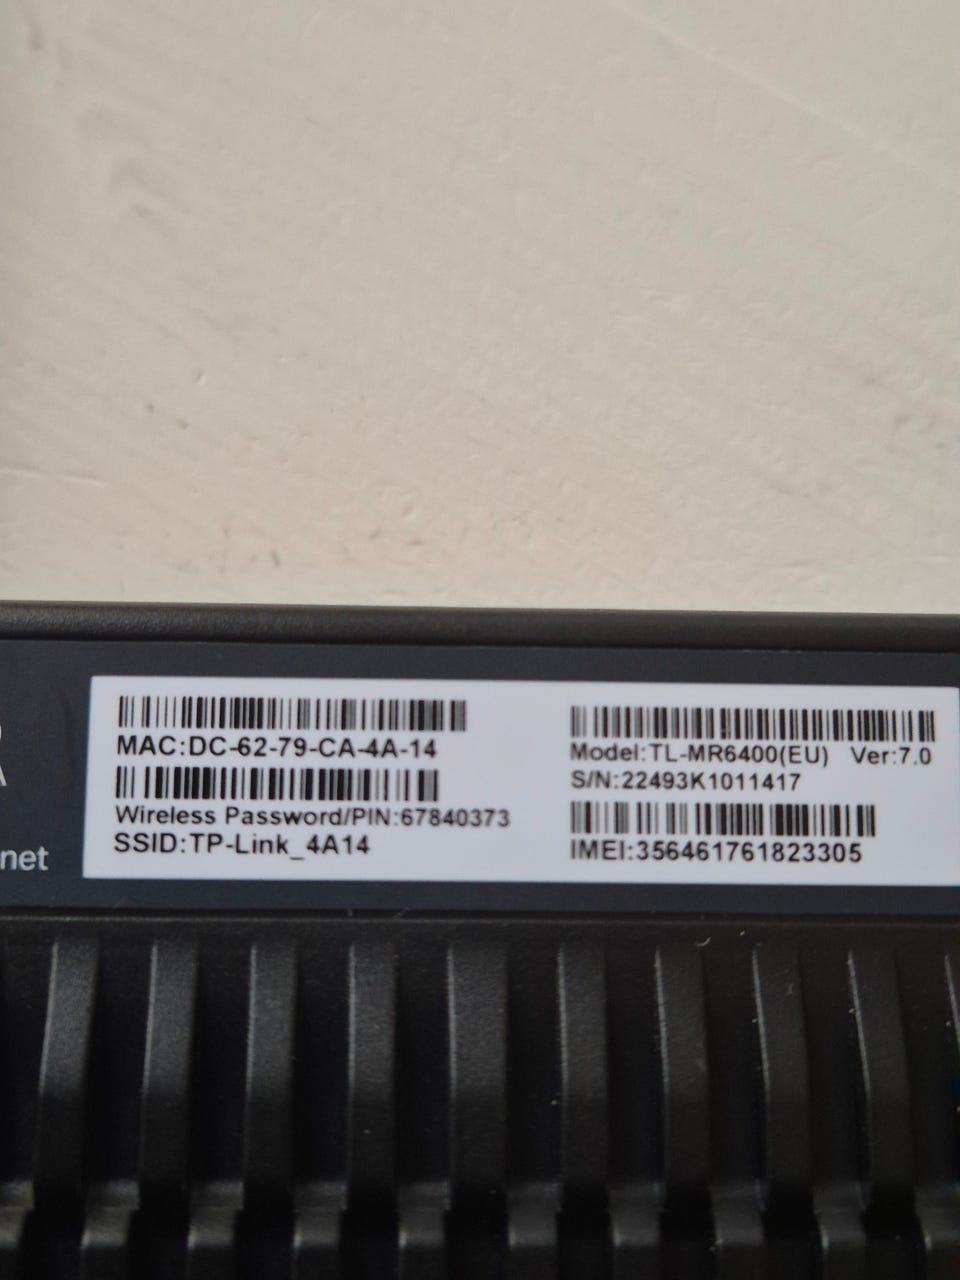 MAC:DC-62-79-CA-4A-14
Wireless Password/PIN:67840373
SSID:TP-Link_4A14
Model:TL-MR6400(EU) Ver:7.0
S/N:22493K1011417
IMEI:356461761823305
net